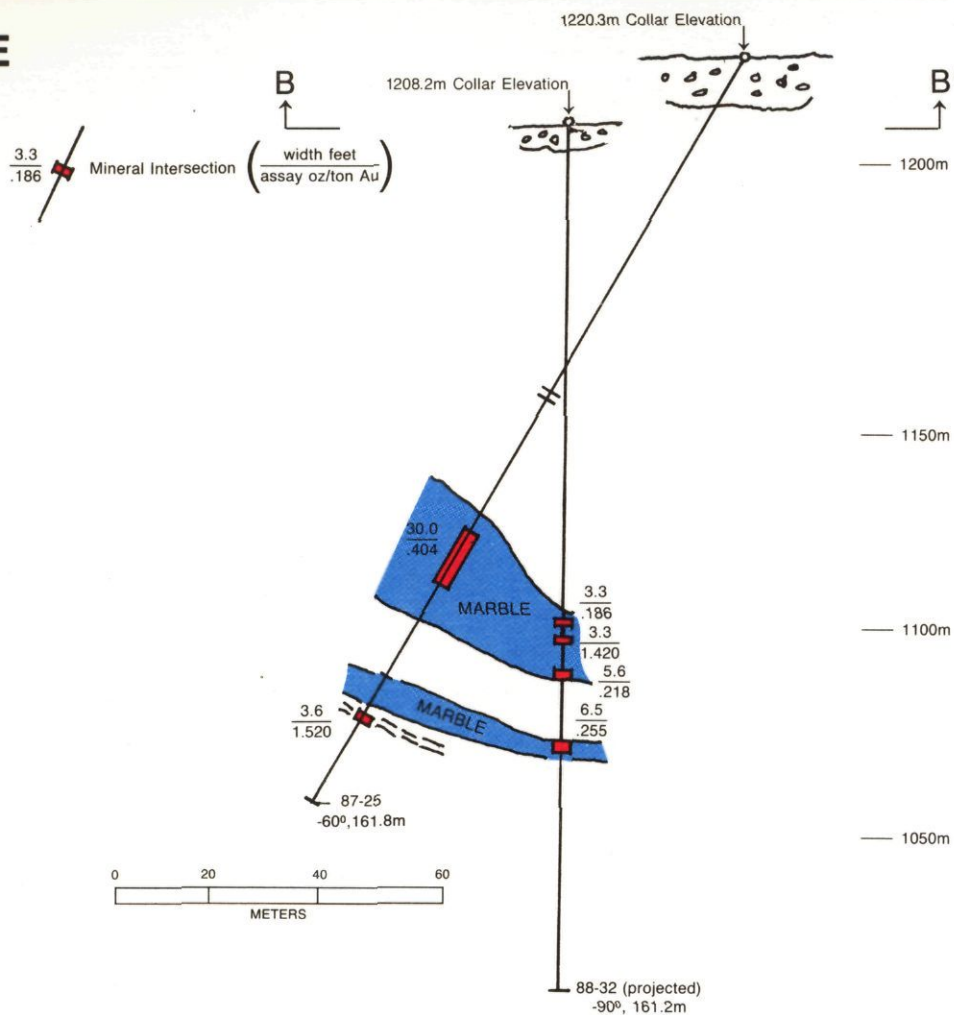 E
1220.3m Collar Elevation
1208.2m Collar Elevation
B
B
3.3
.186
Mineral Intersection
width feet
assay oz/ton Au
1200m
1150m
30.0
.404
MARBLE
3.3
.186
1100m
3.3
1.420
5.6
.218
MARBLE
6.5
.255
3.6
1.520
87-25
-60º,161.8m
1050m
0 20 40 60
METERS
88-32 (projected)
-90º, 161.2m